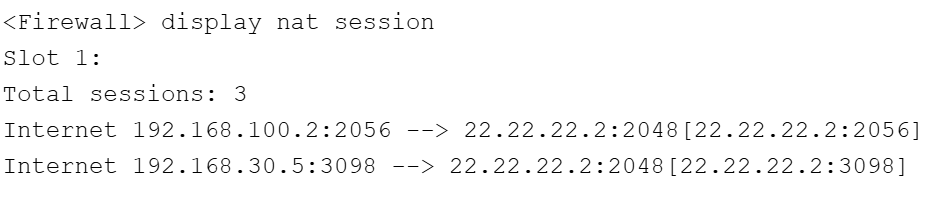 <Firewall> display nat session
Slot 1:
Total sessions: 3
Internet 192.168.100.2:2056 --> 22.22.22.2:2048[22.22.22.2:2056]
Internet 192.168.30.5:3098 --> 22.22.22.2:2048[22.22.22.2:3098]